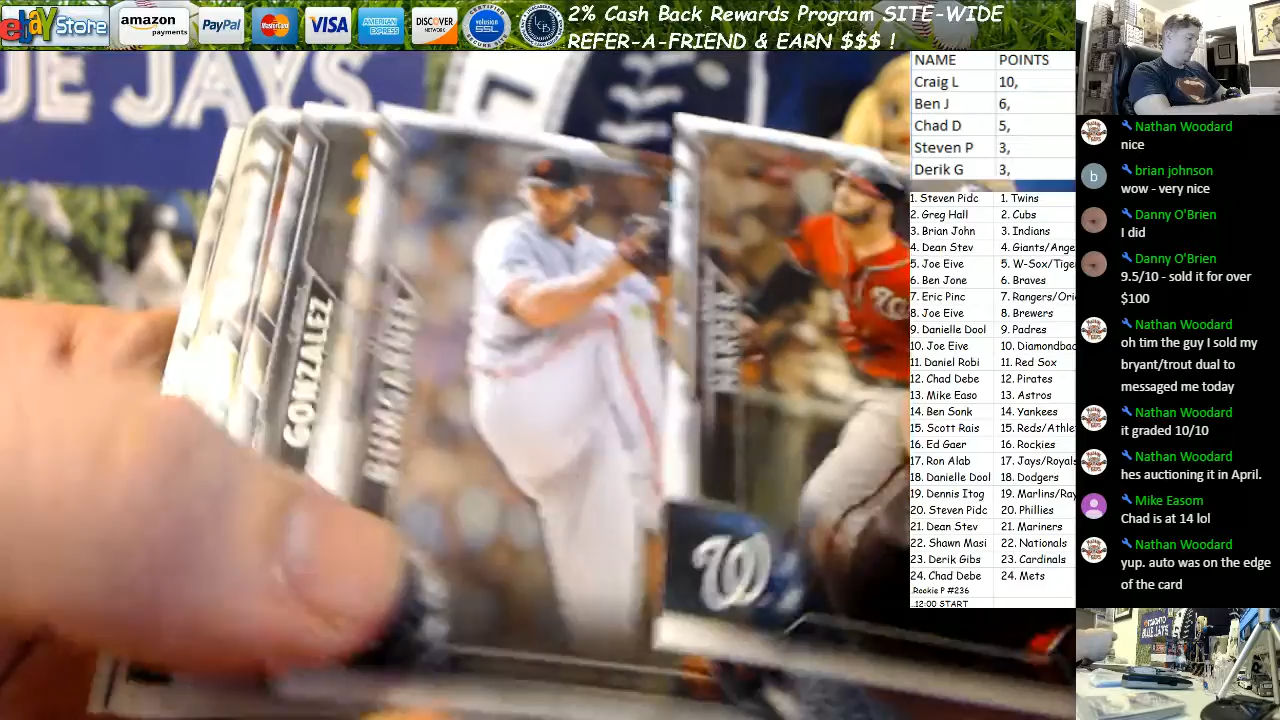 ebay Store
amazon
payments
PayPal
MasterCard
VISA
AMERICAN
EXPRESS
DISCOVER
NETWORK
volusion
SSL
2% Cash Back Rewards Program SITE-WIDE
REFER-A-FRIEND & EARN $$$ !
BLUE JAYS
GONZALEZ
BUMGARNER
HARPER
W
NAME POINTS
Craig L 10,
Ben J 6,
Chad D 5,
Steven P 3,
Derik G 3,
1. Steven Pidc 1. Twins
2. Greg Hall 2. Cubs
3. Brian John 3. Indians
4. Dean Stev 4. Giants/Ange
5. Joe Eive 5. W-Sox/Tige
6. Ben Jone 6. Braves
7. Eric Pinc 7. Rangers/Ori
8. Joe Eive 8. Brewers
9. Danielle Dool 9. Padres
10. Joe Eive 10. Diamondbac
11. Daniel Robi 11. Red Sox
12. Chad Debe 12. Pirates
13. Mike Easo 13. Astros
14. Ben Sonk 14. Yankees
15. Scott Rais 15. Reds/Athle
16. Ed Gaer 16. Rockies
17. Ron Alab 17. Jays/Royals
18. Danielle Dool 18. Dodgers
19. Dennis Itog 19. Marlins/Ray
20. Steven Pidc 20. Phillies
21. Dean Stev 21. Mariners
22. Shawn Masi 22. Nationals
23. Derik Gibs 23. Cardinals
24. Chad Debe 24. Mets
Rookie P #236
12:00 START
Nathan Woodard
nice
b
brian johnson
wow - very nice
Danny O'Brien
I did
Danny O'Brien
9.5/10 - sold it for over
$100
Nathan Woodard
oh tim the guy I sold my
bryant/trout dual to
messaged me today
Nathan Woodard
it graded 10/10
Nathan Woodard
hes auctioning it in April.
Mike Easom
Chad is at 14 lol
Nathan Woodard
yup. auto was on the edge
of the card
BLUE JAYS